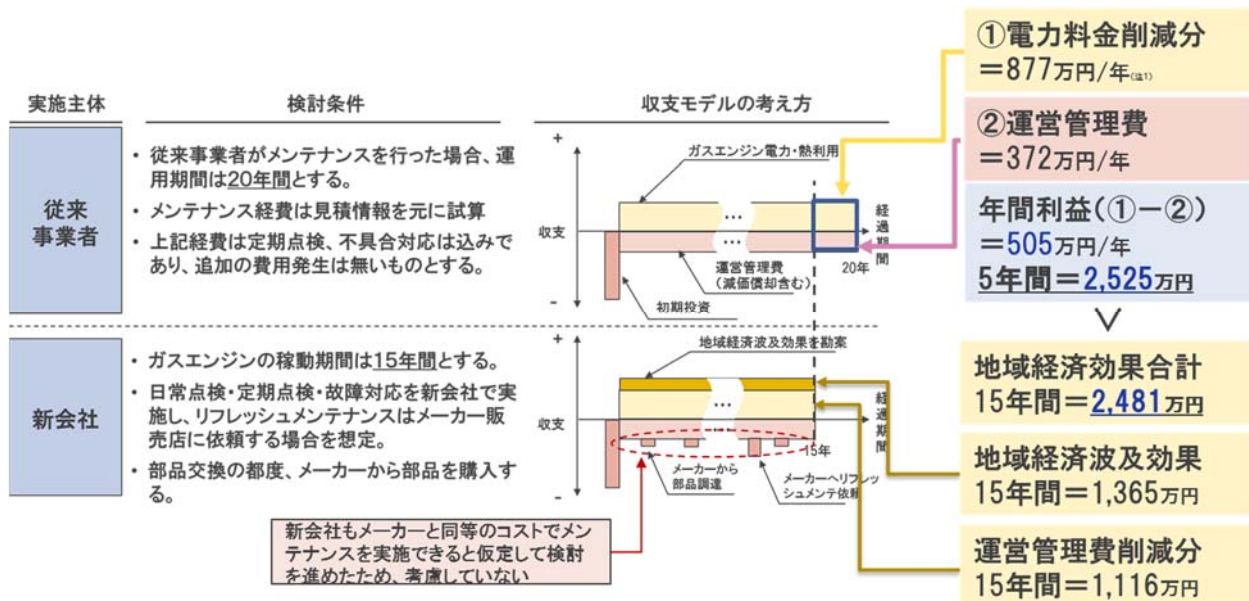 実施主体
検討条件
収支モデルの考え方
従来
事業者
• 従来事業者がメンテナンスを行った場合、運
用期間は20年間とする。
• メンテナンス経費は見積情報を元に試算
• 上記経費は定期点検、不具合対応は込みで
あり、追加の費用発生は無いものとする。
+
収支
-
ガスエンジン電力・熱利用
…
…
経過期間
20年
運営管理費
(減価償却含む)
初期投資
①電力料金削減分
=877万円/年(注1)
②運営管理費
=372万円/年
年間利益(①-②)
=505万円/年
5年間=2,525万円
新会社
• ガスエンジンの稼動期間は15年間とする。
• 日常点検・定期点検・故障対応を新会社で実
施し、リフレッシュメンテナンスはメーカー販
売店に依頼する場合を想定。
• 部品交換の都度、メーカーから部品を購入す
る。
+
収支
-
地域経済波及効果を勘案
…
…
経過期間
15年
メーカーから
部品調達
メーカーへリフレッ
シュメンテ依頼
新会社もメーカーと同等のコストでメン
テナンスを実施できると仮定して検討
を進めたため、考慮していない
地域経済効果合計
15年間=2,481万円
地域経済波及効果
15年間=1,365万円
運営管理費削減分
15年間=1,116万円